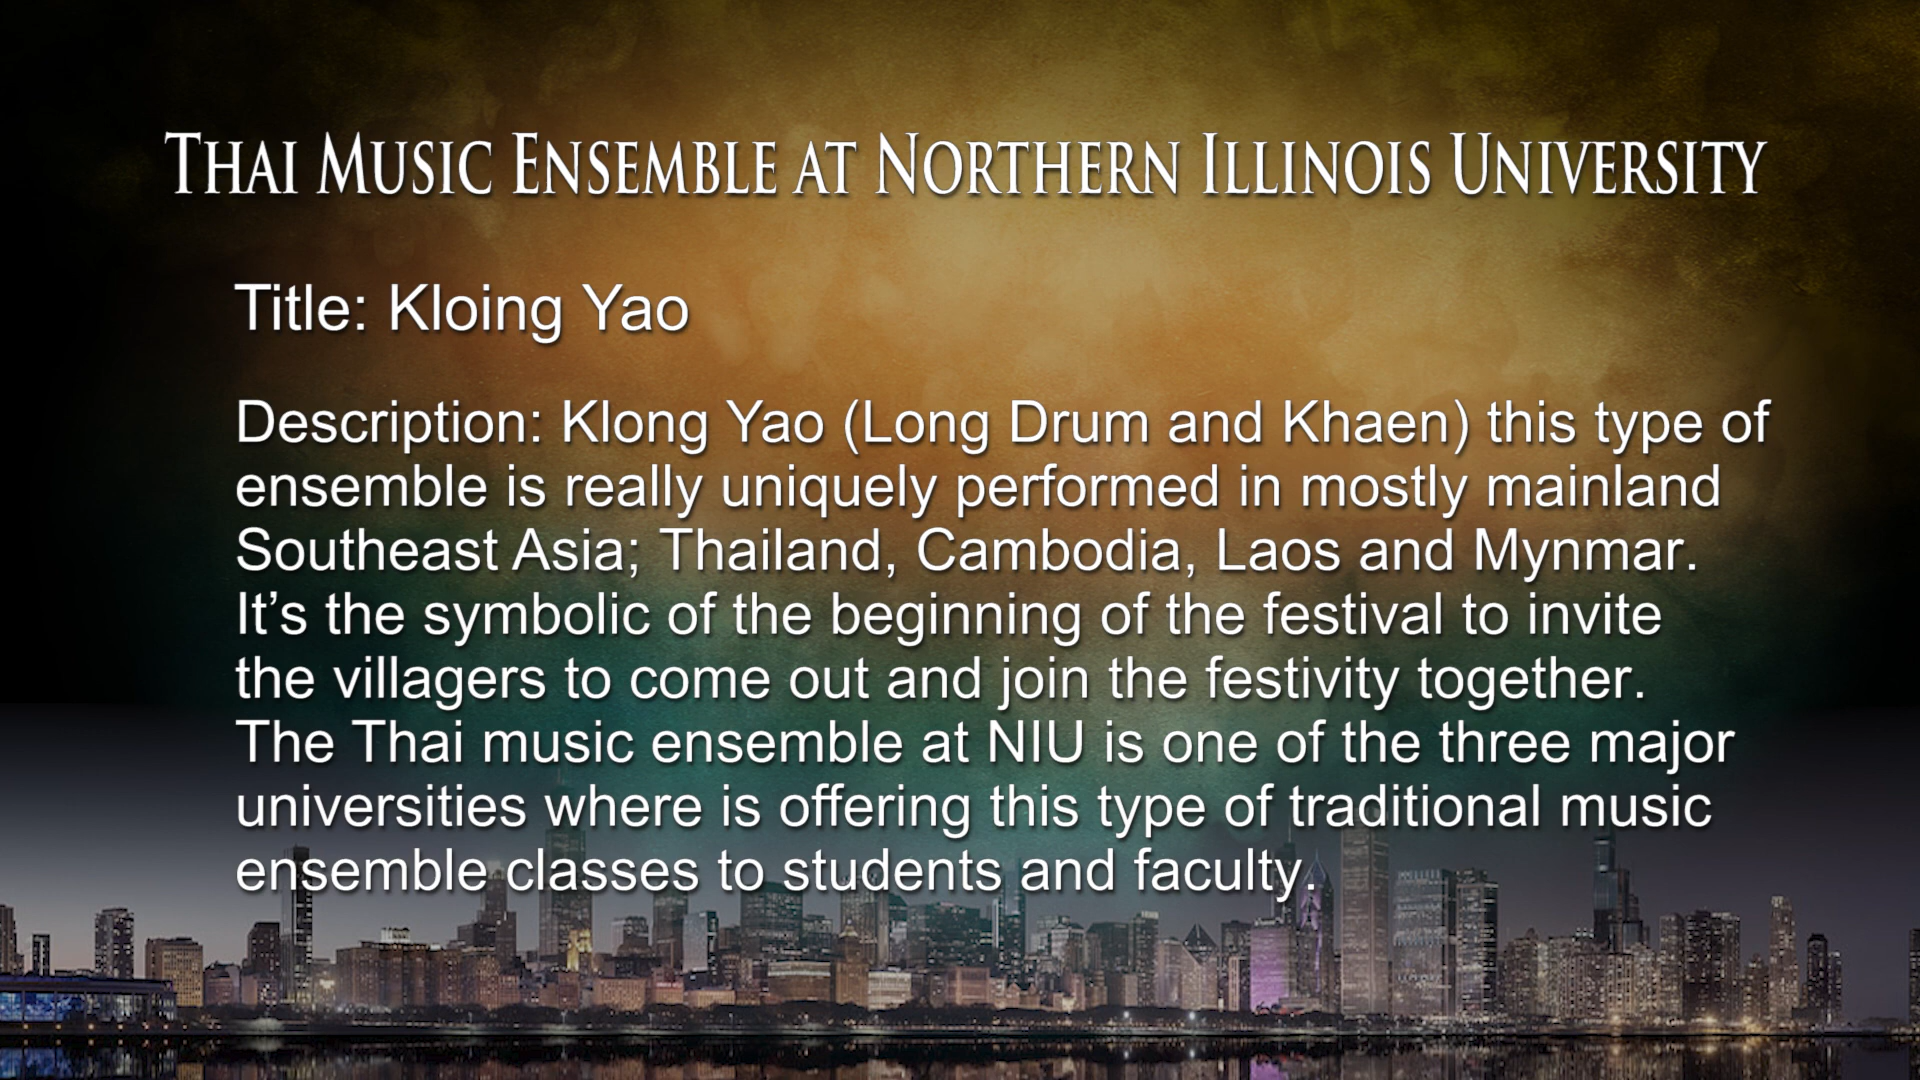 THAI MUSIC ENSEMBLE AT NORTHERN ILLINOIS UNIVERSITY
Title: Kloing Yao
Description: Klong Yao (Long Drum and Khaen) this type of
ensemble is really uniquely performed in mostly mainland
Southeast Asia; Thailand, Cambodia, Laos and Mynmar.
It’s the symbolic of the beginning of the festival to invite
the villagers to come out and join the festivity together.
The Thai music ensemble at NIU is one of the three major
universities where is offering this type of traditional music
ensemble classes to students and faculty.